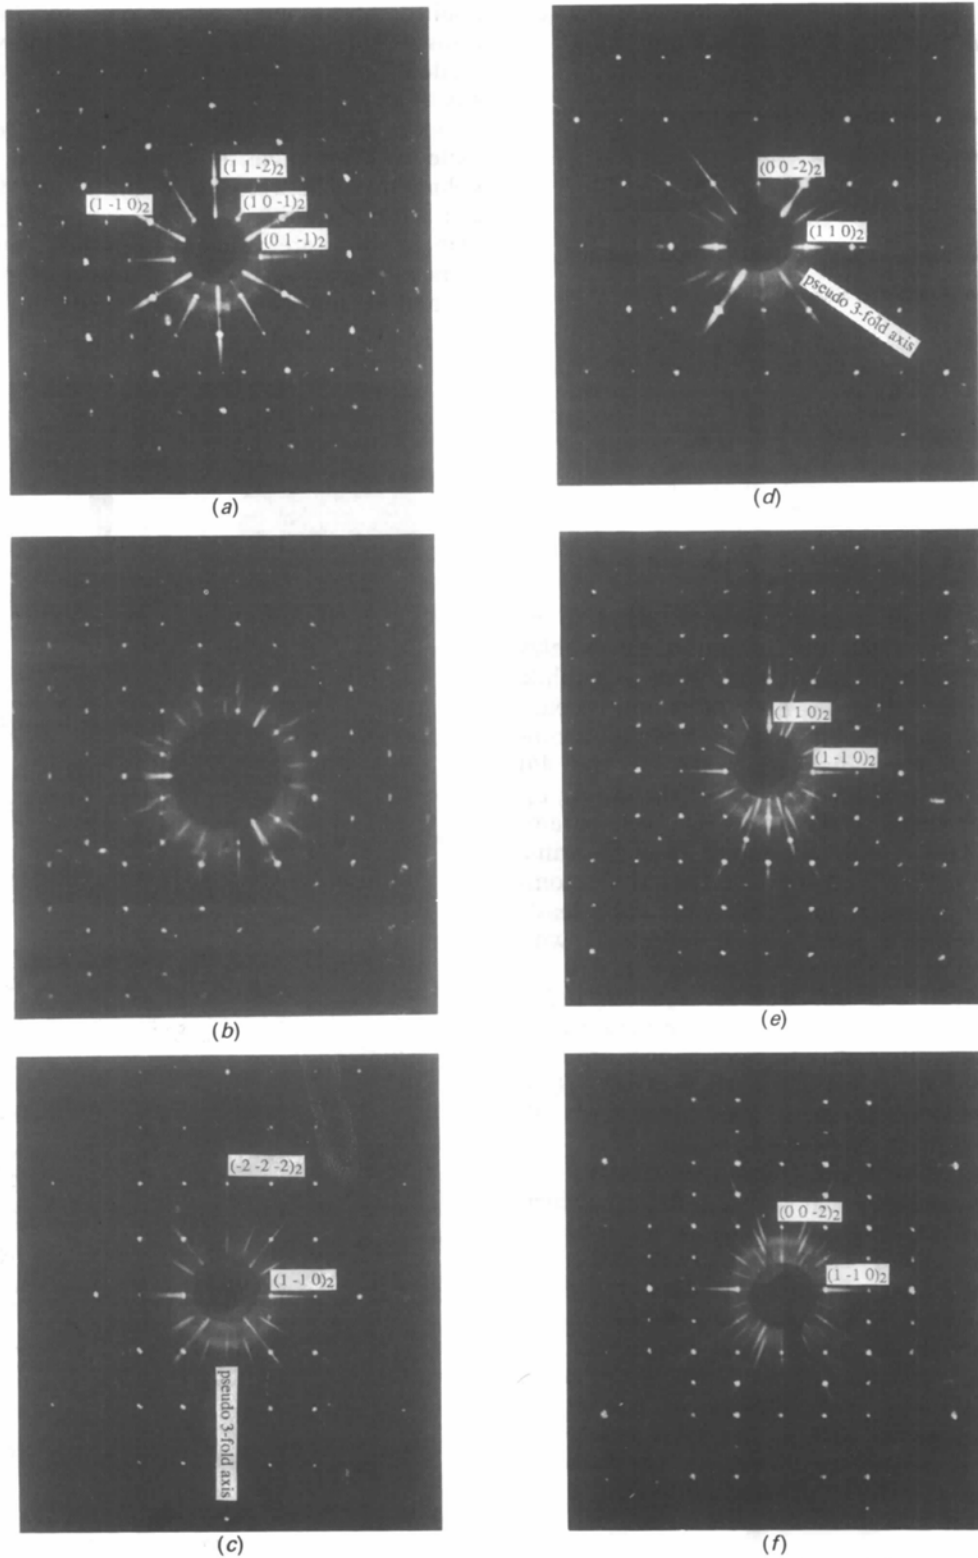 (1 1 -2)2
(1 -1 0)2
(1 0 -1)2
(0 1 -1)2
(a)
(0 0 -2)2
(1 1 0)2
pseudo 3-fold axis
(d)
(b)
(1 1 0)2
(1 -1 0)2
(e)
(-2 -2 -2)2
(1 -1 0)2
pseudo 3-fold axis
(c)
(0 0 -2)2
(1 -1 0)2
(f)